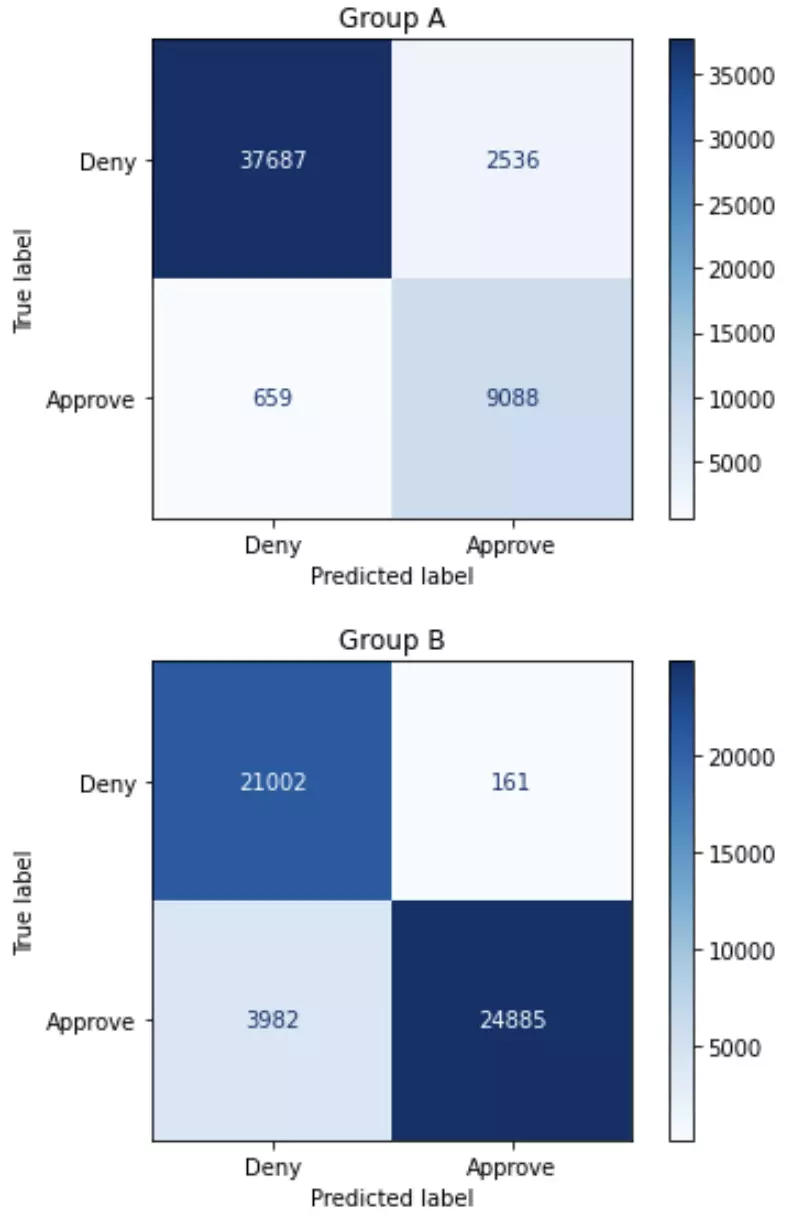 Group A
35000
30000
25000
20000
15000
10000
5000
True label
Deny
37687
2536
Approve
659
9088
Deny
Approve
Predicted label
Group B
20000
15000
10000
5000
True label
Deny
21002
161
Approve
3982
24885
Deny
Approve
Predicted label